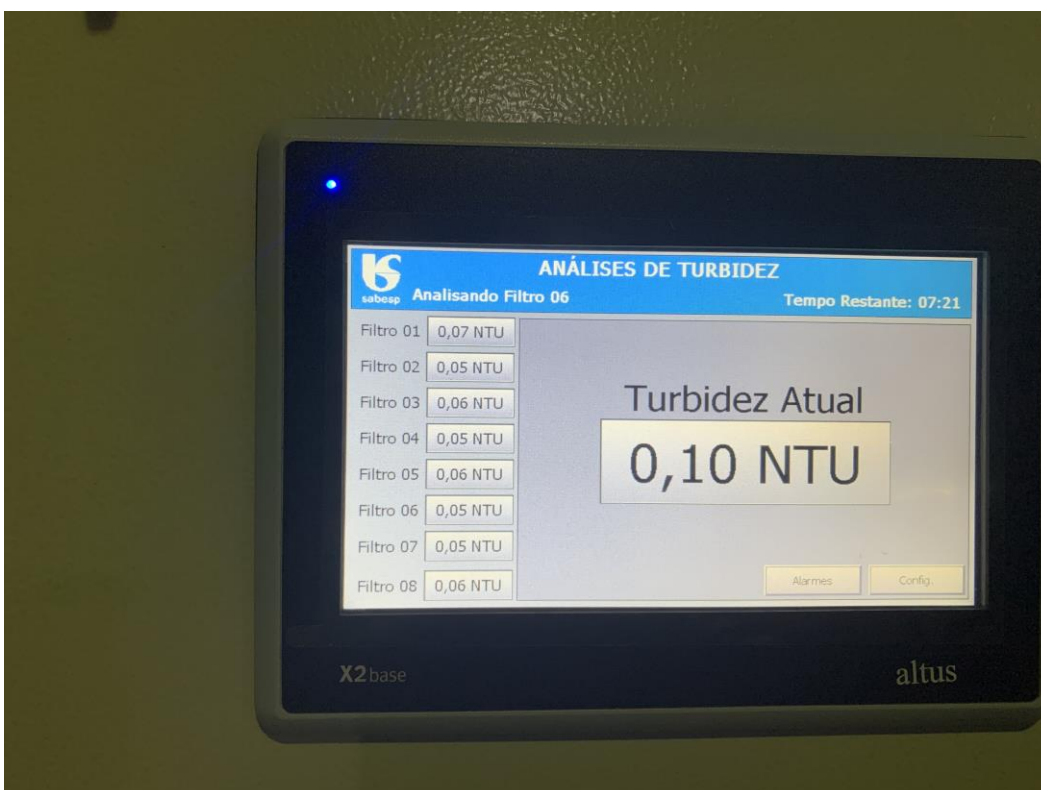 sabesp
ANÁLISES DE TURBIDEZ
Analisando Filtro 06
Tempo Restante: 07:21
Filtro 01 0,07 NTU
Filtro 02 0,05 NTU
Filtro 03 0,06 NTU
Filtro 04 0,05 NTU
Filtro 05 0,06 NTU
Filtro 06 0,05 NTU
Filtro 07 0,05 NTU
Filtro 08 0,06 NTU
Turbidez Atual
0,10 NTU
Alarmes
Config.
X2 base
altus